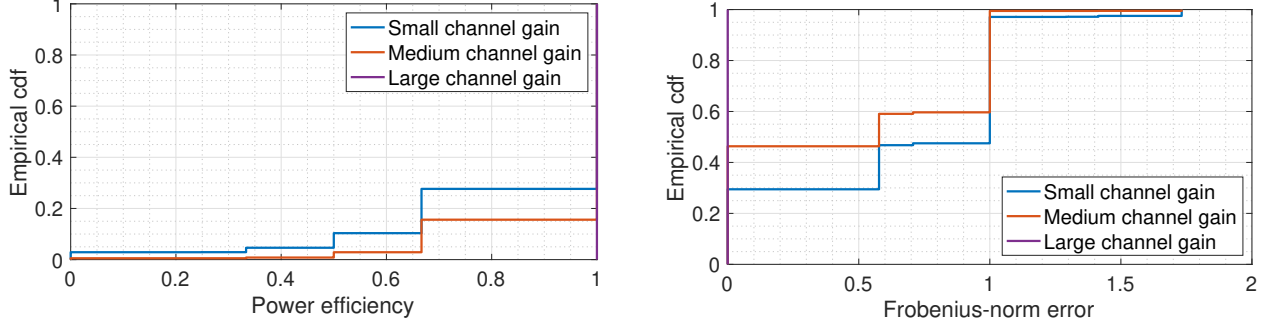 1
0.8
0.6
0.4
0.2
0
Empirical cdf
0 0.2 0.4 0.6 0.8 1
Power efficiency
Small channel gain
Medium channel gain
Large channel gain
1
0.8
0.6
0.4
0.2
0
Empirical cdf
0 0.5 1 1.5 2
Frobenius-norm error
Small channel gain
Medium channel gain
Large channel gain